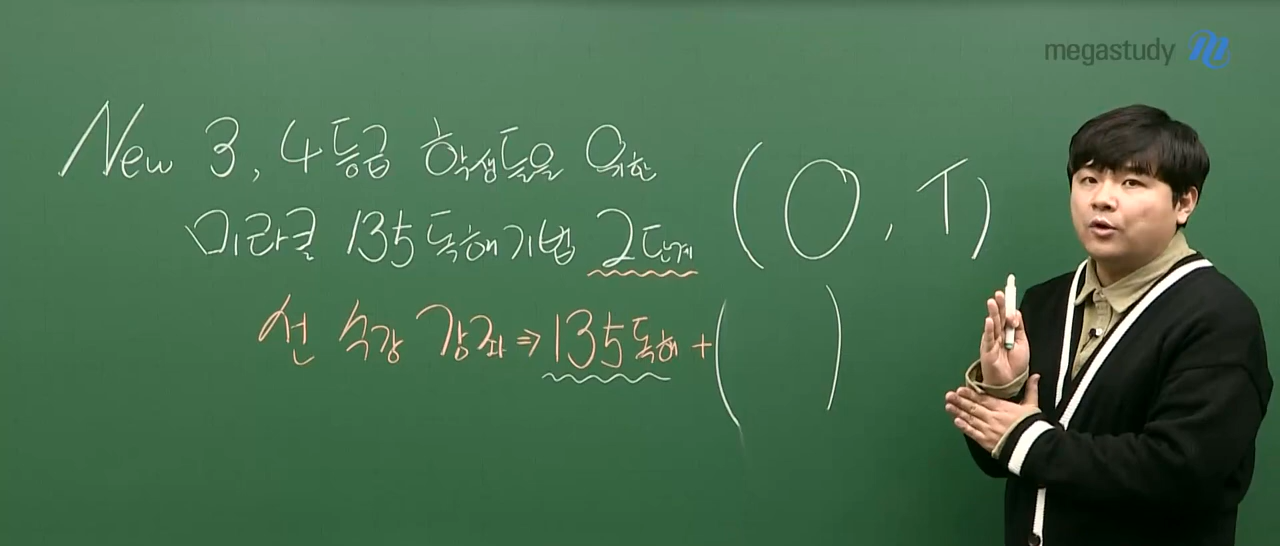 megastudy
New 3, 4등급 학생들을 위한
미라클 135 독해기법 2단계 (O, T)
선 수강 강좌 ⇒ 135독해 + ( )